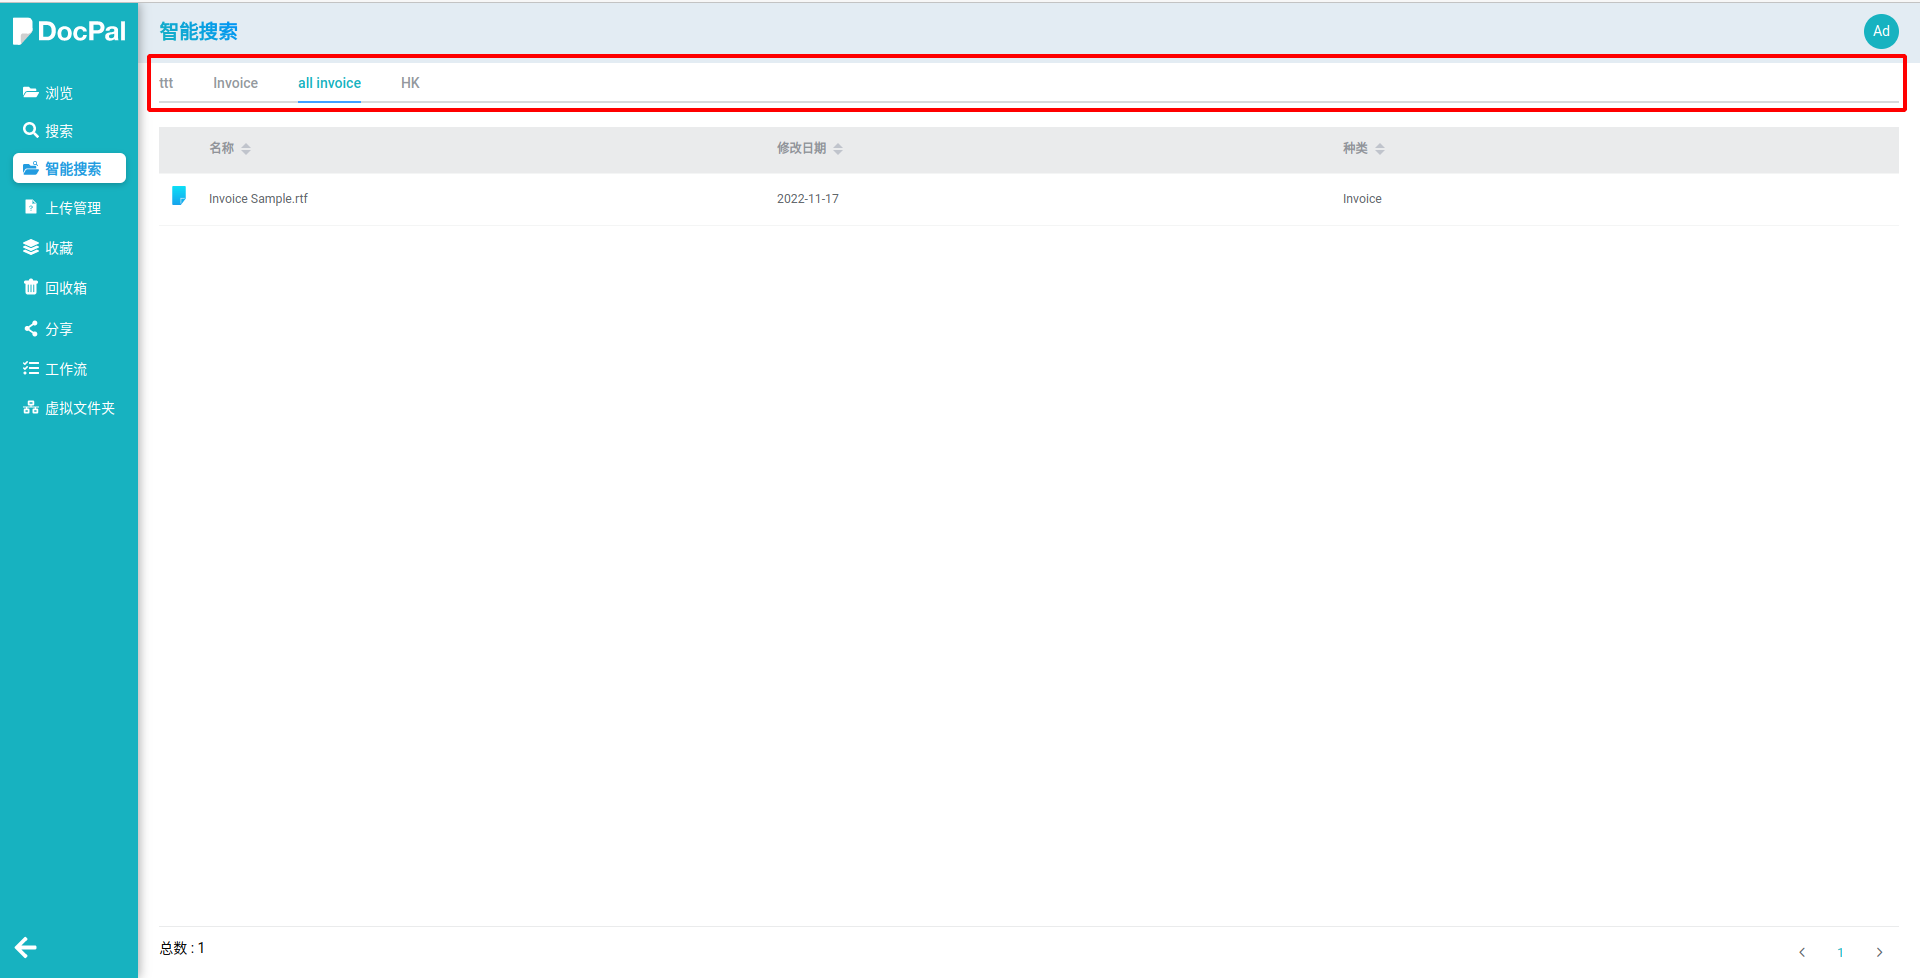 DocPal
浏览
搜索
智能搜索
上传管理
收藏
回收箱
分享
工作流
虚拟文件夹
智能搜索
Ad
ttt Invoice all invoice HK
名称 修改日期 种类
Invoice Sample.rtf 2022-11-17 Invoice
总数 : 1
1